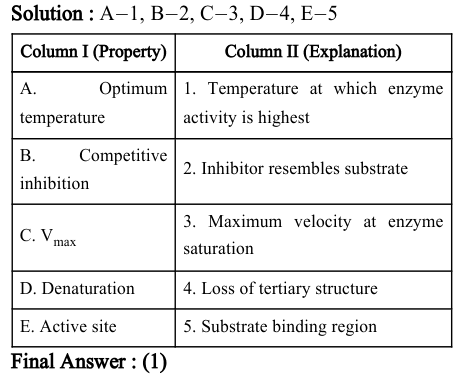 Solution : A−1, B−2, C−3, D−4, E−5
Column I (Property) Column II (Explanation)
A. Optimum temperature 1. Temperature at which enzyme activity is highest
B. Competitive inhibition 2. Inhibitor resembles substrate
C. Vmax 3. Maximum velocity at enzyme saturation
D. Denaturation 4. Loss of tertiary structure
E. Active site 5. Substrate binding region
Final Answer : (1)